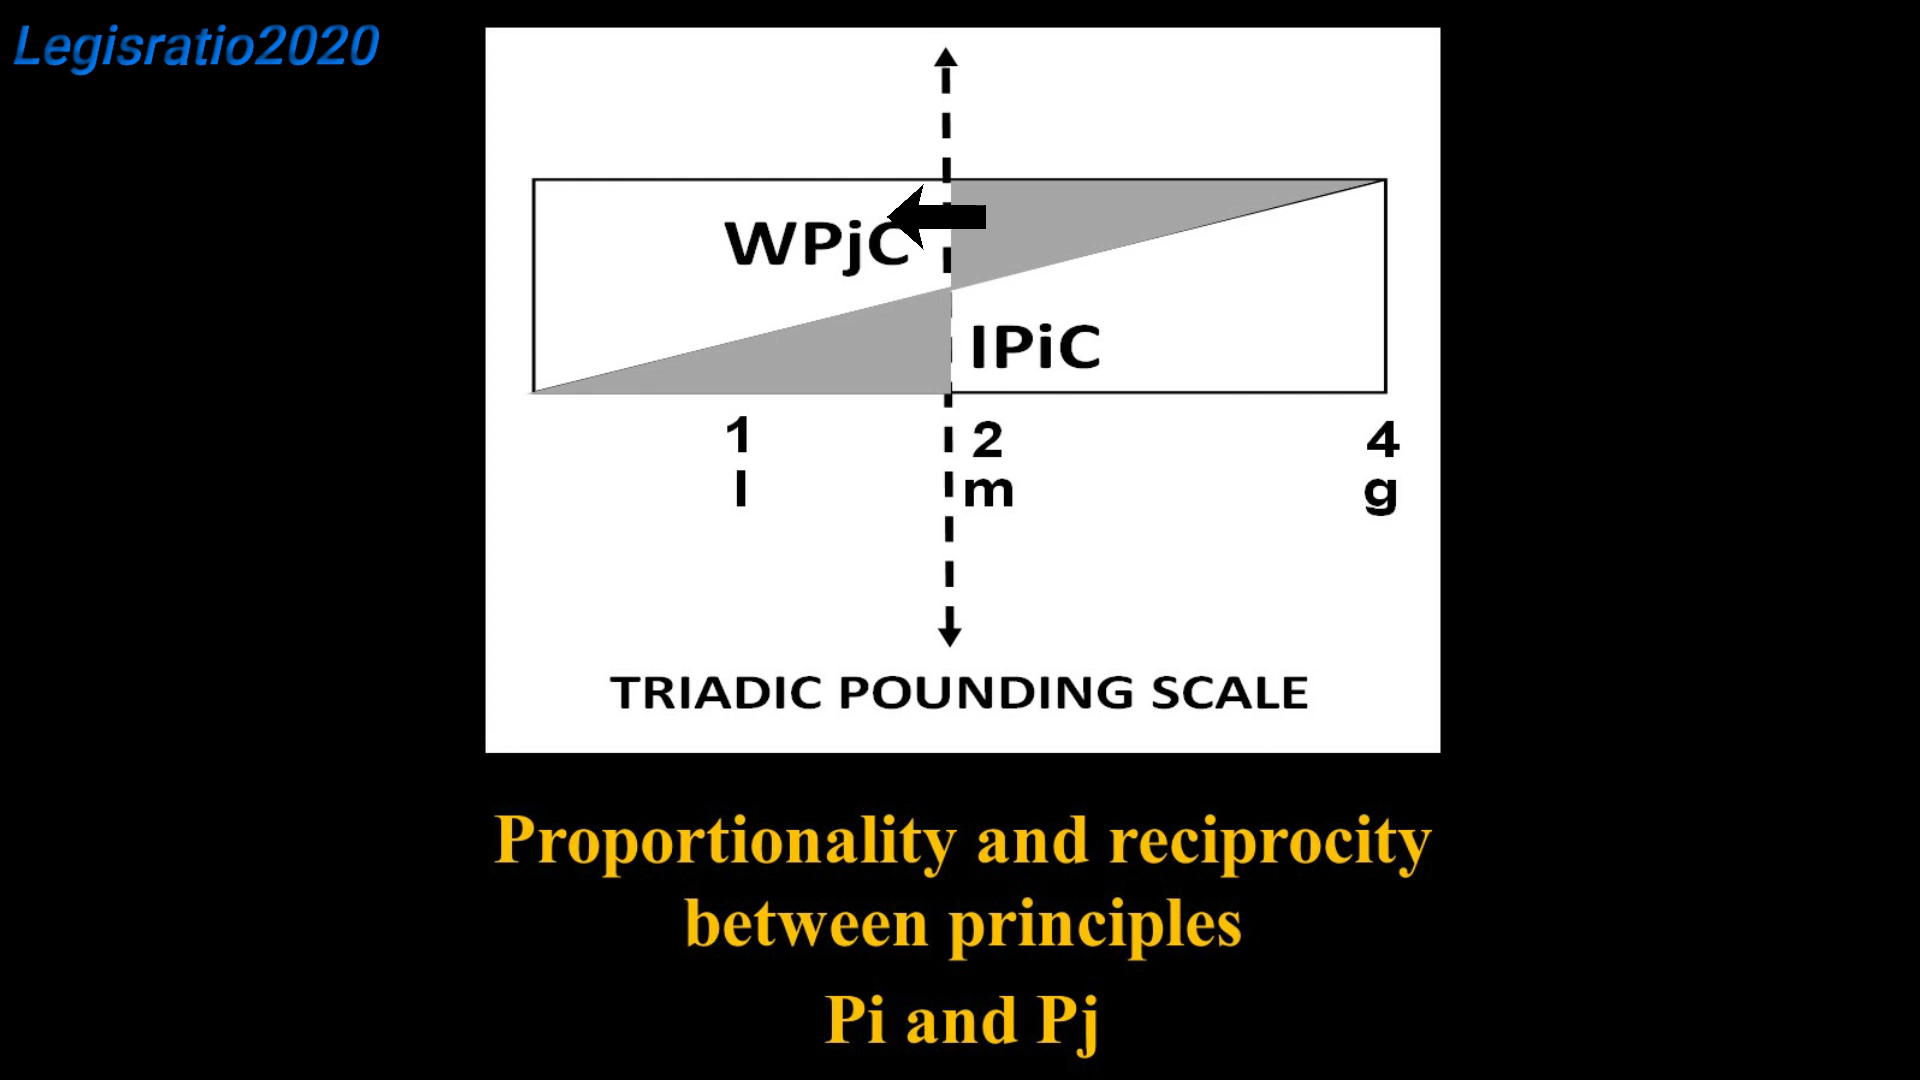 Legisratio2020
WPjC
IPiC
1 2 4
l m g
TRIADIC POUNDING SCALE
Proportionality and reciprocity
between principles
Pi and Pj